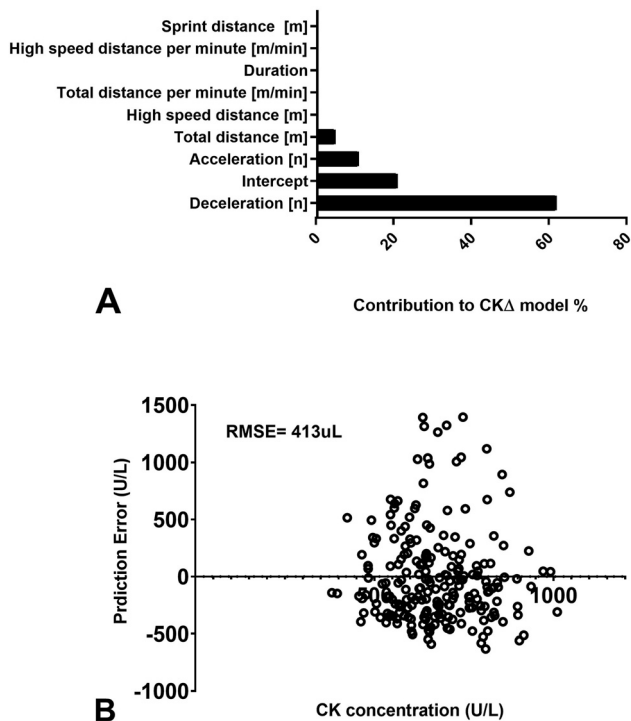 Sprint distance [m]
High speed distance per minute [m/min]
Duration
Total distance per minute [m/min]
High speed distance [m]
Total distance [m]
Acceleration [n]
Intercept
Deceleration [n]
0 20 40 60 80
A
Contribution to CKΔ model %
1500
1000
500
0
-500
-1000
RMSE= 413uL
Prdiction Error (U/L)
500 1000
B
CK concentration (U/L)